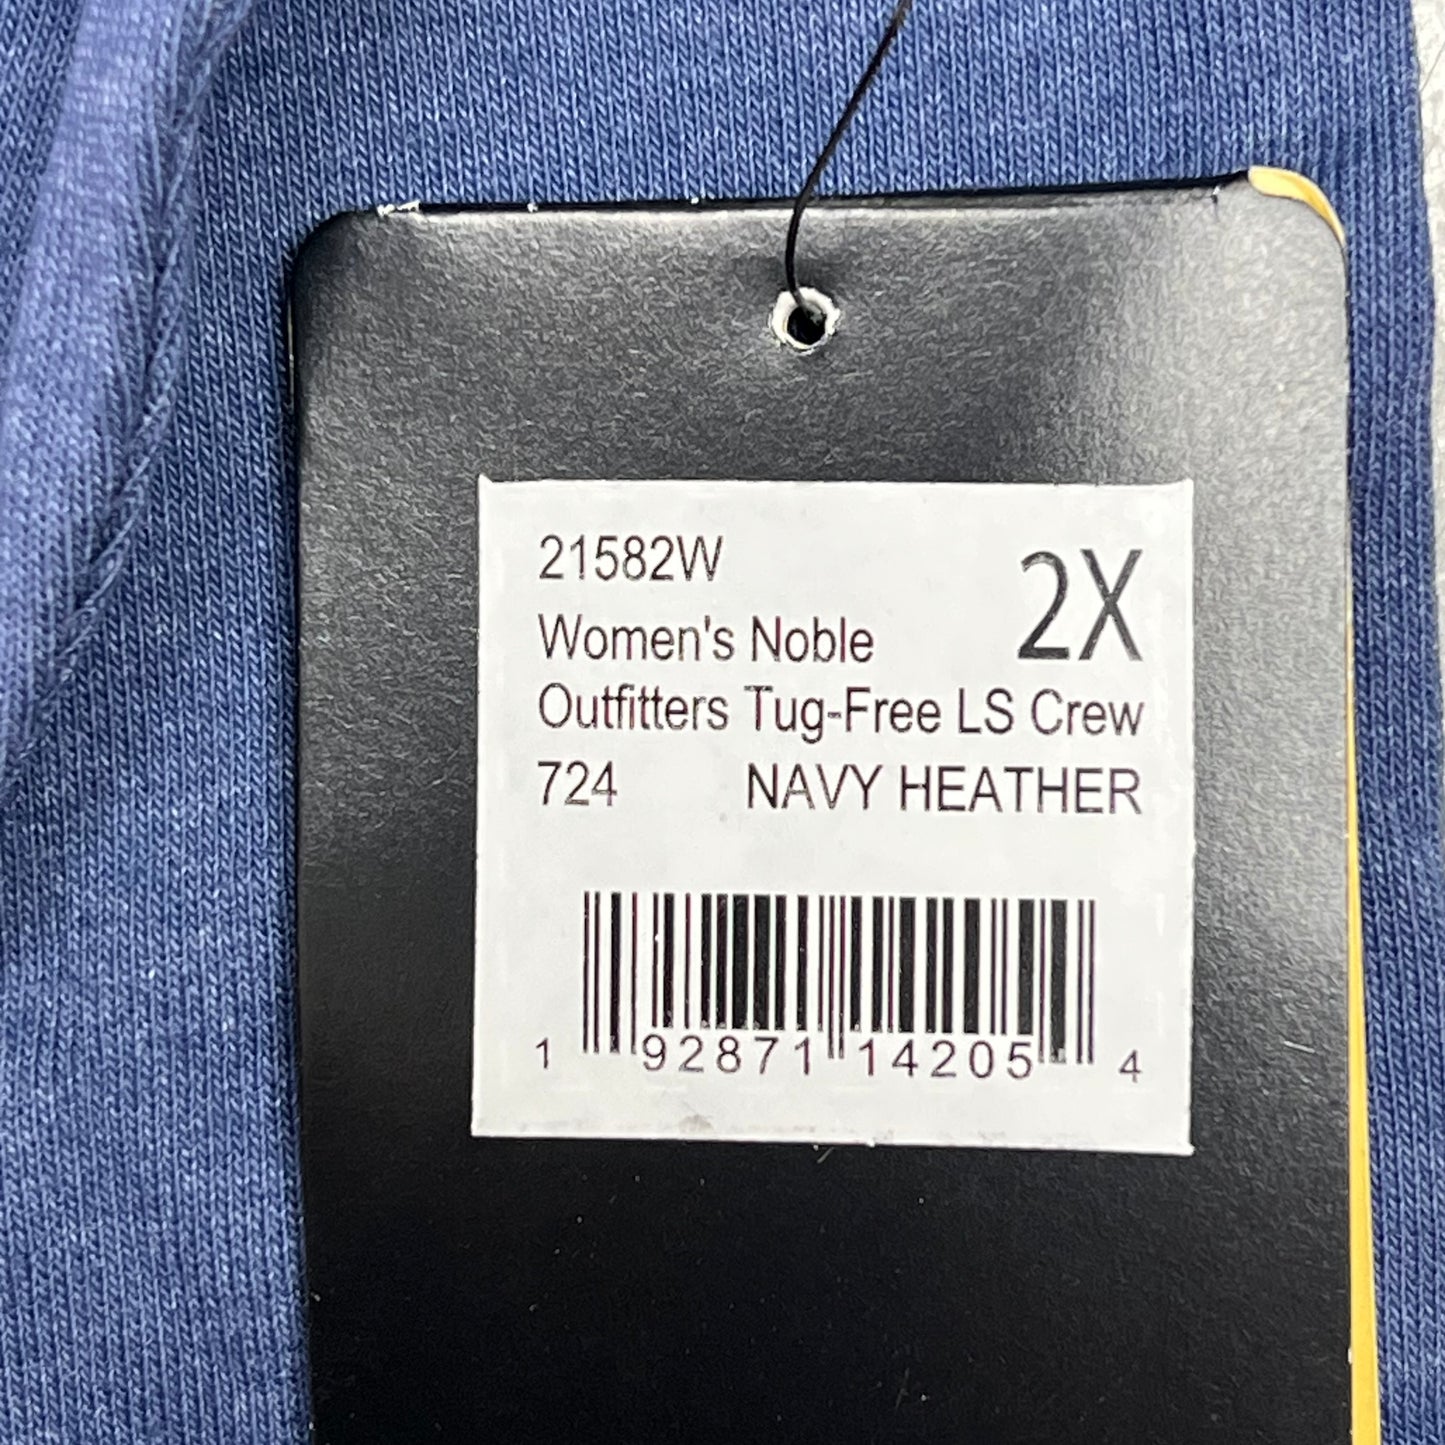 21582W
2X
Women's Noble
Outfitters Tug-Free LS Crew
724 NAVY HEATHER
1 92871 14205 4